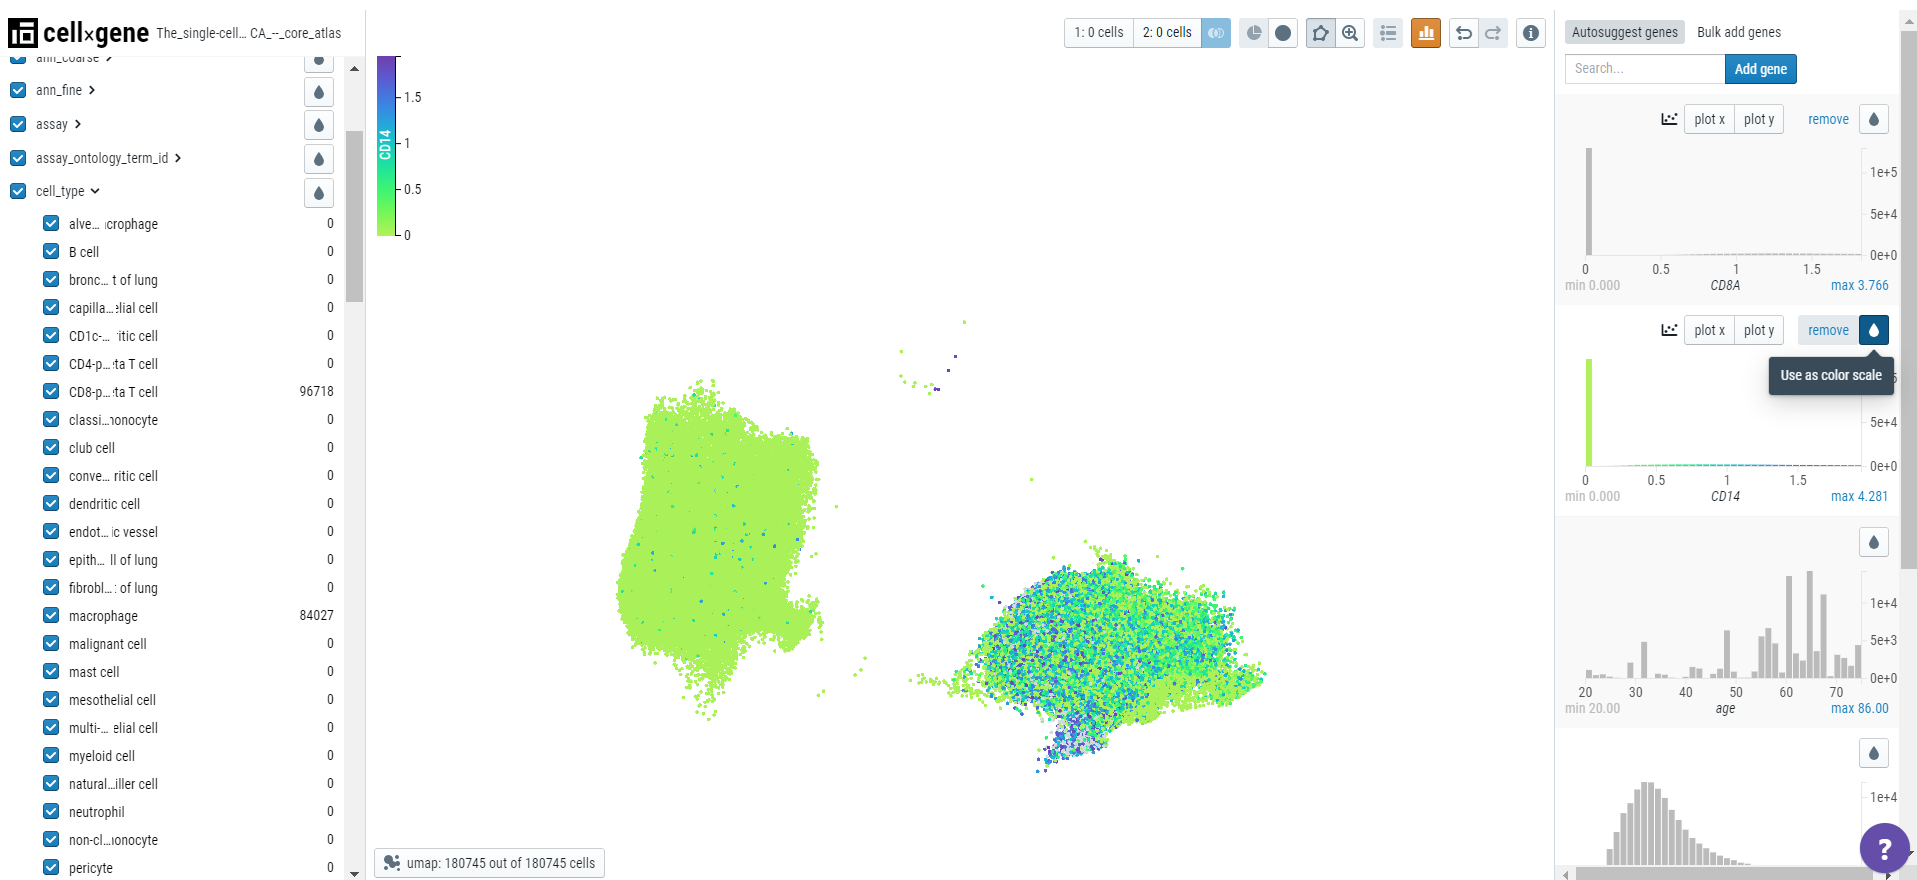 cell×gene The_single-cell... CA_--_core_atlas
1: 0 cells 2: 0 cells
Autosuggest genes Bulk add genes
Search... Add gene
ann_coarse
ann_fine
assay
assay_ontology_term_id
cell_type
alve... crophage 0
B cell 0
bronc... t of lung 0
capilla... elial cell 0
CD1c-... itic cell 0
CD4-p... ta T cell 0
CD8-p... ta T cell 96718
classi...onocyte 0
club cell 0
conve... ritic cell 0
dendritic cell 0
endot... ic vessel 0
epith... ll of lung 0
fibrobl... of lung 0
macrophage 84027
malignant cell 0
mast cell 0
mesothelial cell 0
multi-... elial cell 0
myeloid cell 0
natural...iller cell 0
neutrophil 0
non-cl...onocyte 0
pericyte 0
CD14
1.5
1
0.5
0
umap: 180745 out of 180745 cells
plot x plot y remove
1e+5
5e+4
0e+0
0 0.5 1 1.5
min 0.000 CD8A max 3.766
plot x plot y remove
Use as color scale
5e+4
0e+0
0 0.5 1 1.5
min 0.000 CD14 max 4.281
1e+4
5e+3
0e+0
20 30 40 50 60 70
min 20.00 age max 86.00
1e+4
?